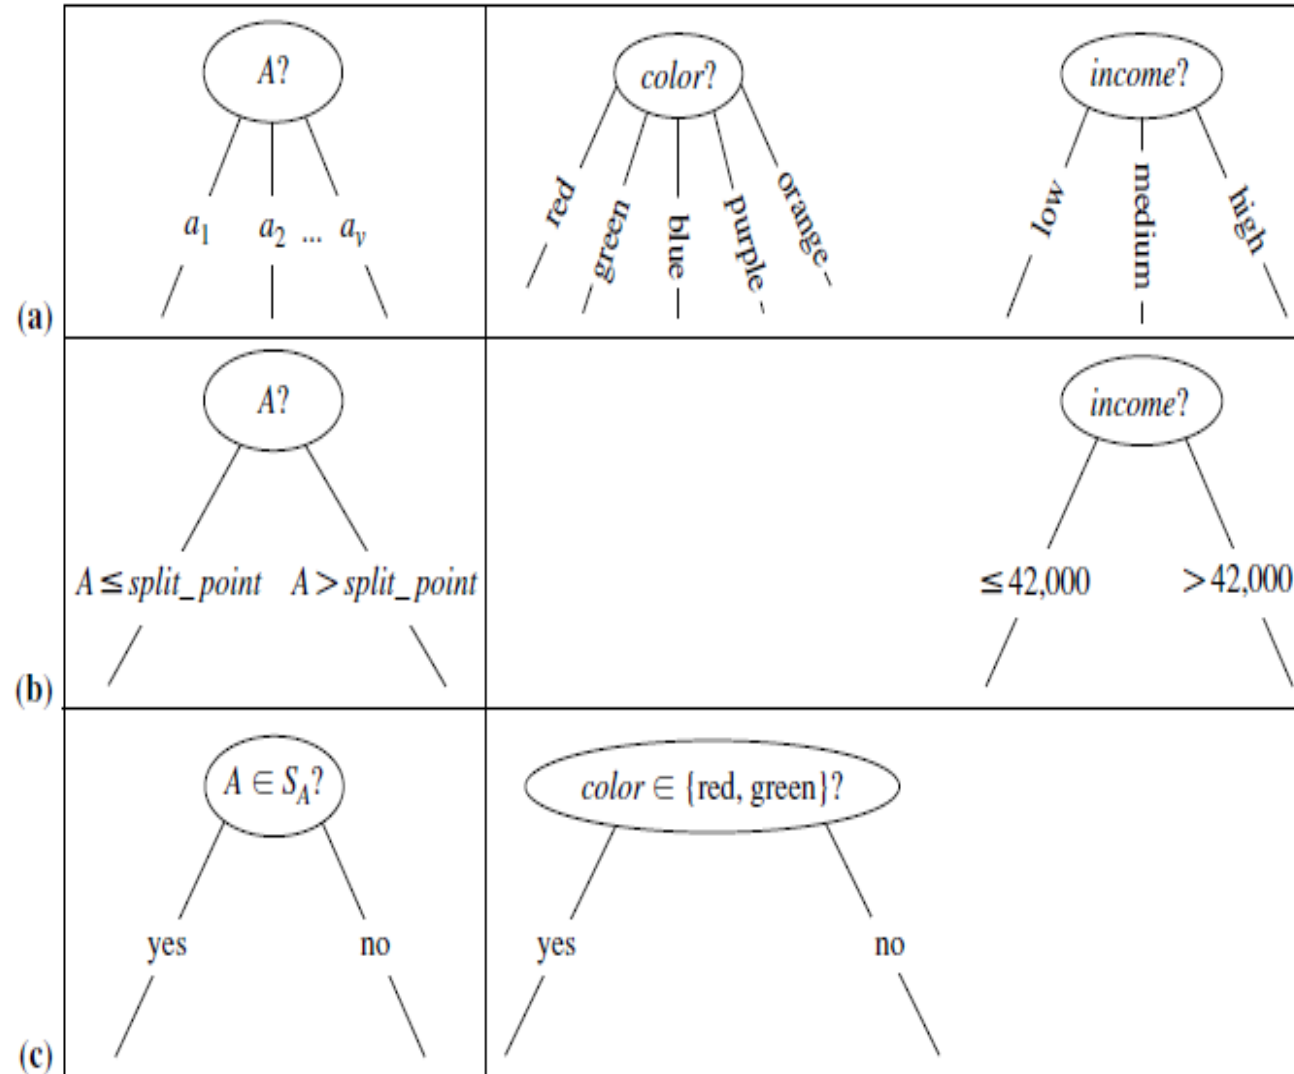 A?
color?
income?
a1 a2 ... av
red
green
blue
purple
orange
low
medium
high
(a)
A?
income?
A ≤ split_point A > split_point
≤ 42,000 > 42,000
(b)
A ∈ SA?
color ∈ {red, green}?
yes no
yes no
(c)